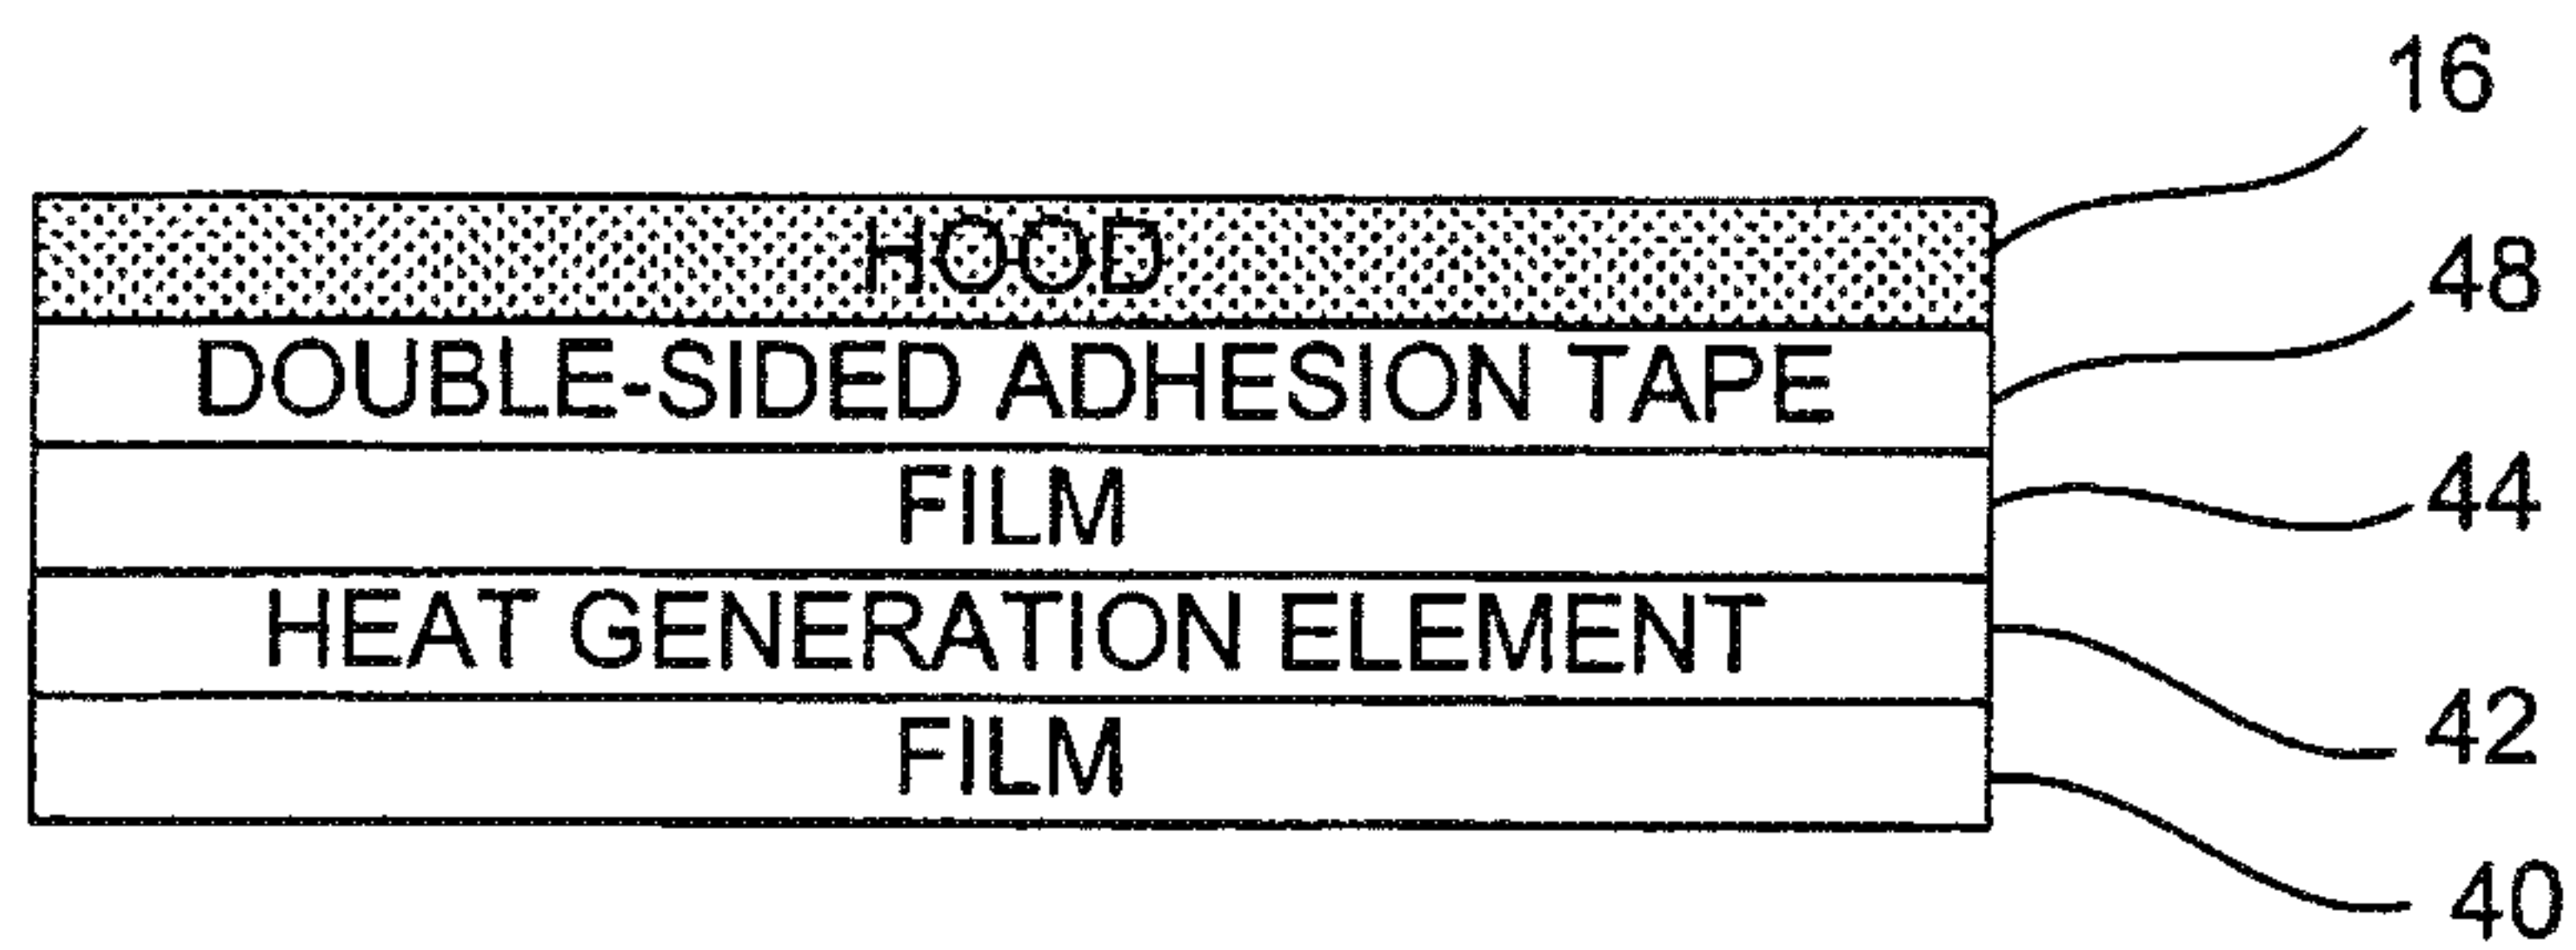 16
HOOD
48
DOUBLE-SIDED ADHESION TAPE
44
FILM
HEAT GENERATION ELEMENT
42
FILM
40